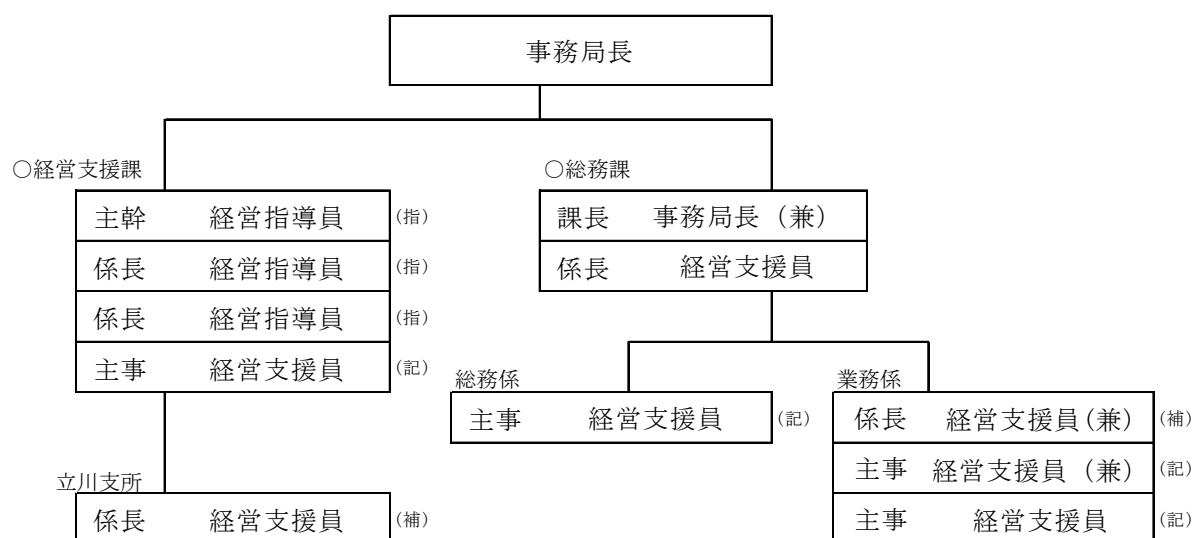 事務局長
○経営支援課
主幹 経営指導員 (指)
係長 経営指導員 (指)
係長 経営指導員 (指)
主事 経営支援員 (記)
立川支所
係長 経営支援員 (補)
○総務課
課長 事務局長（兼）
係長 経営支援員
総務係
主事 経営支援員 (記)
業務係
係長 経営支援員(兼) (補)
主事 経営支援員（兼） (記)
主事 経営支援員 (記)